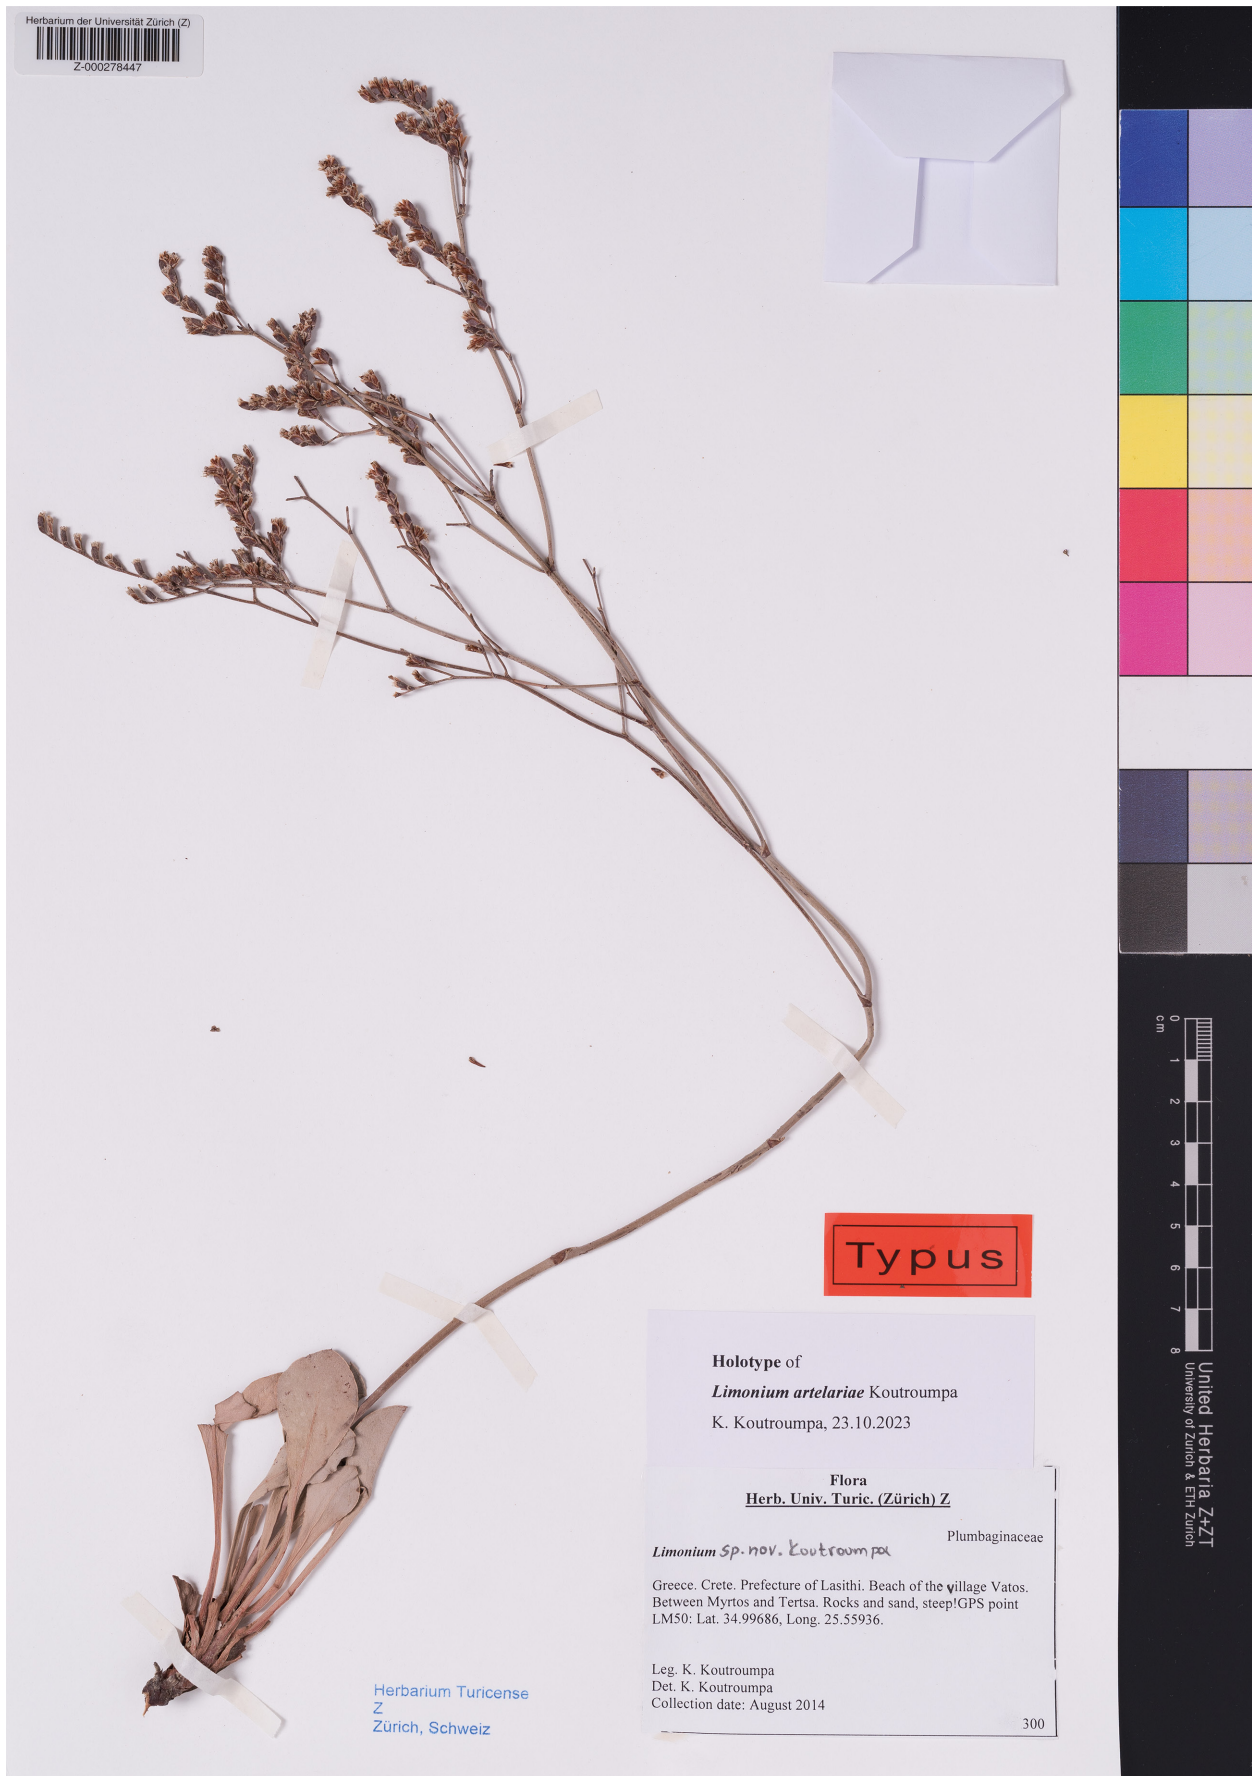 Herbarium der Universität Zürich (Z)
Z-000278447
Typus
Holotype of
Limonium artelariae Koutroumpa
K. Koutroumpa, 23.10.2023
Flora
Herb. Univ. Turic. (Zürich) Z
Plumbaginaceae
Limonium sp. nov. Koutroumpa
Greece. Crete. Prefecture of Lasithi. Beach of the village Vatos.
Between Myrtos and Tertsa. Rocks and sand, steep!GPS point
LM50: Lat. 34.99686, Long. 25.55936.
Leg. K. Koutroumpa
Det. K. Koutroumpa
Collection date: August 2014
300
Herbarium Turicense
Z
Zürich, Schweiz
cm
0 1 2 3 4 5 6 7 8
United Herbaria Z+ZT
University of Zurich & ETH Zurich